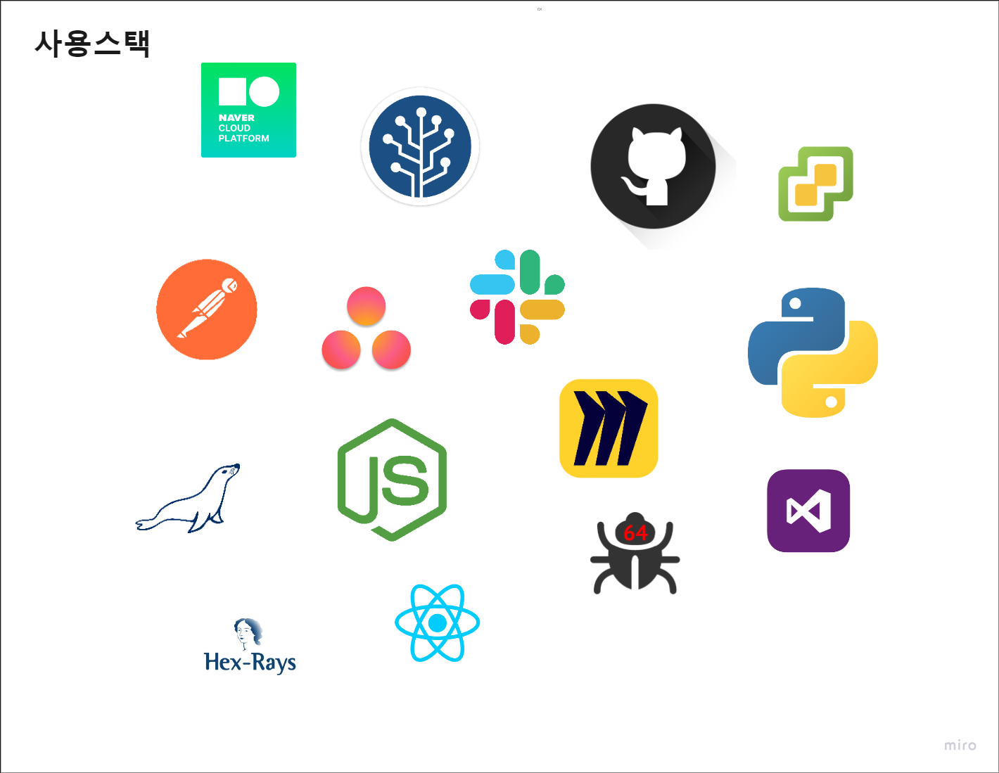 사용스택
NAVER
CLOUD
PLATFORM
JS
64
Hex-Rays
miro